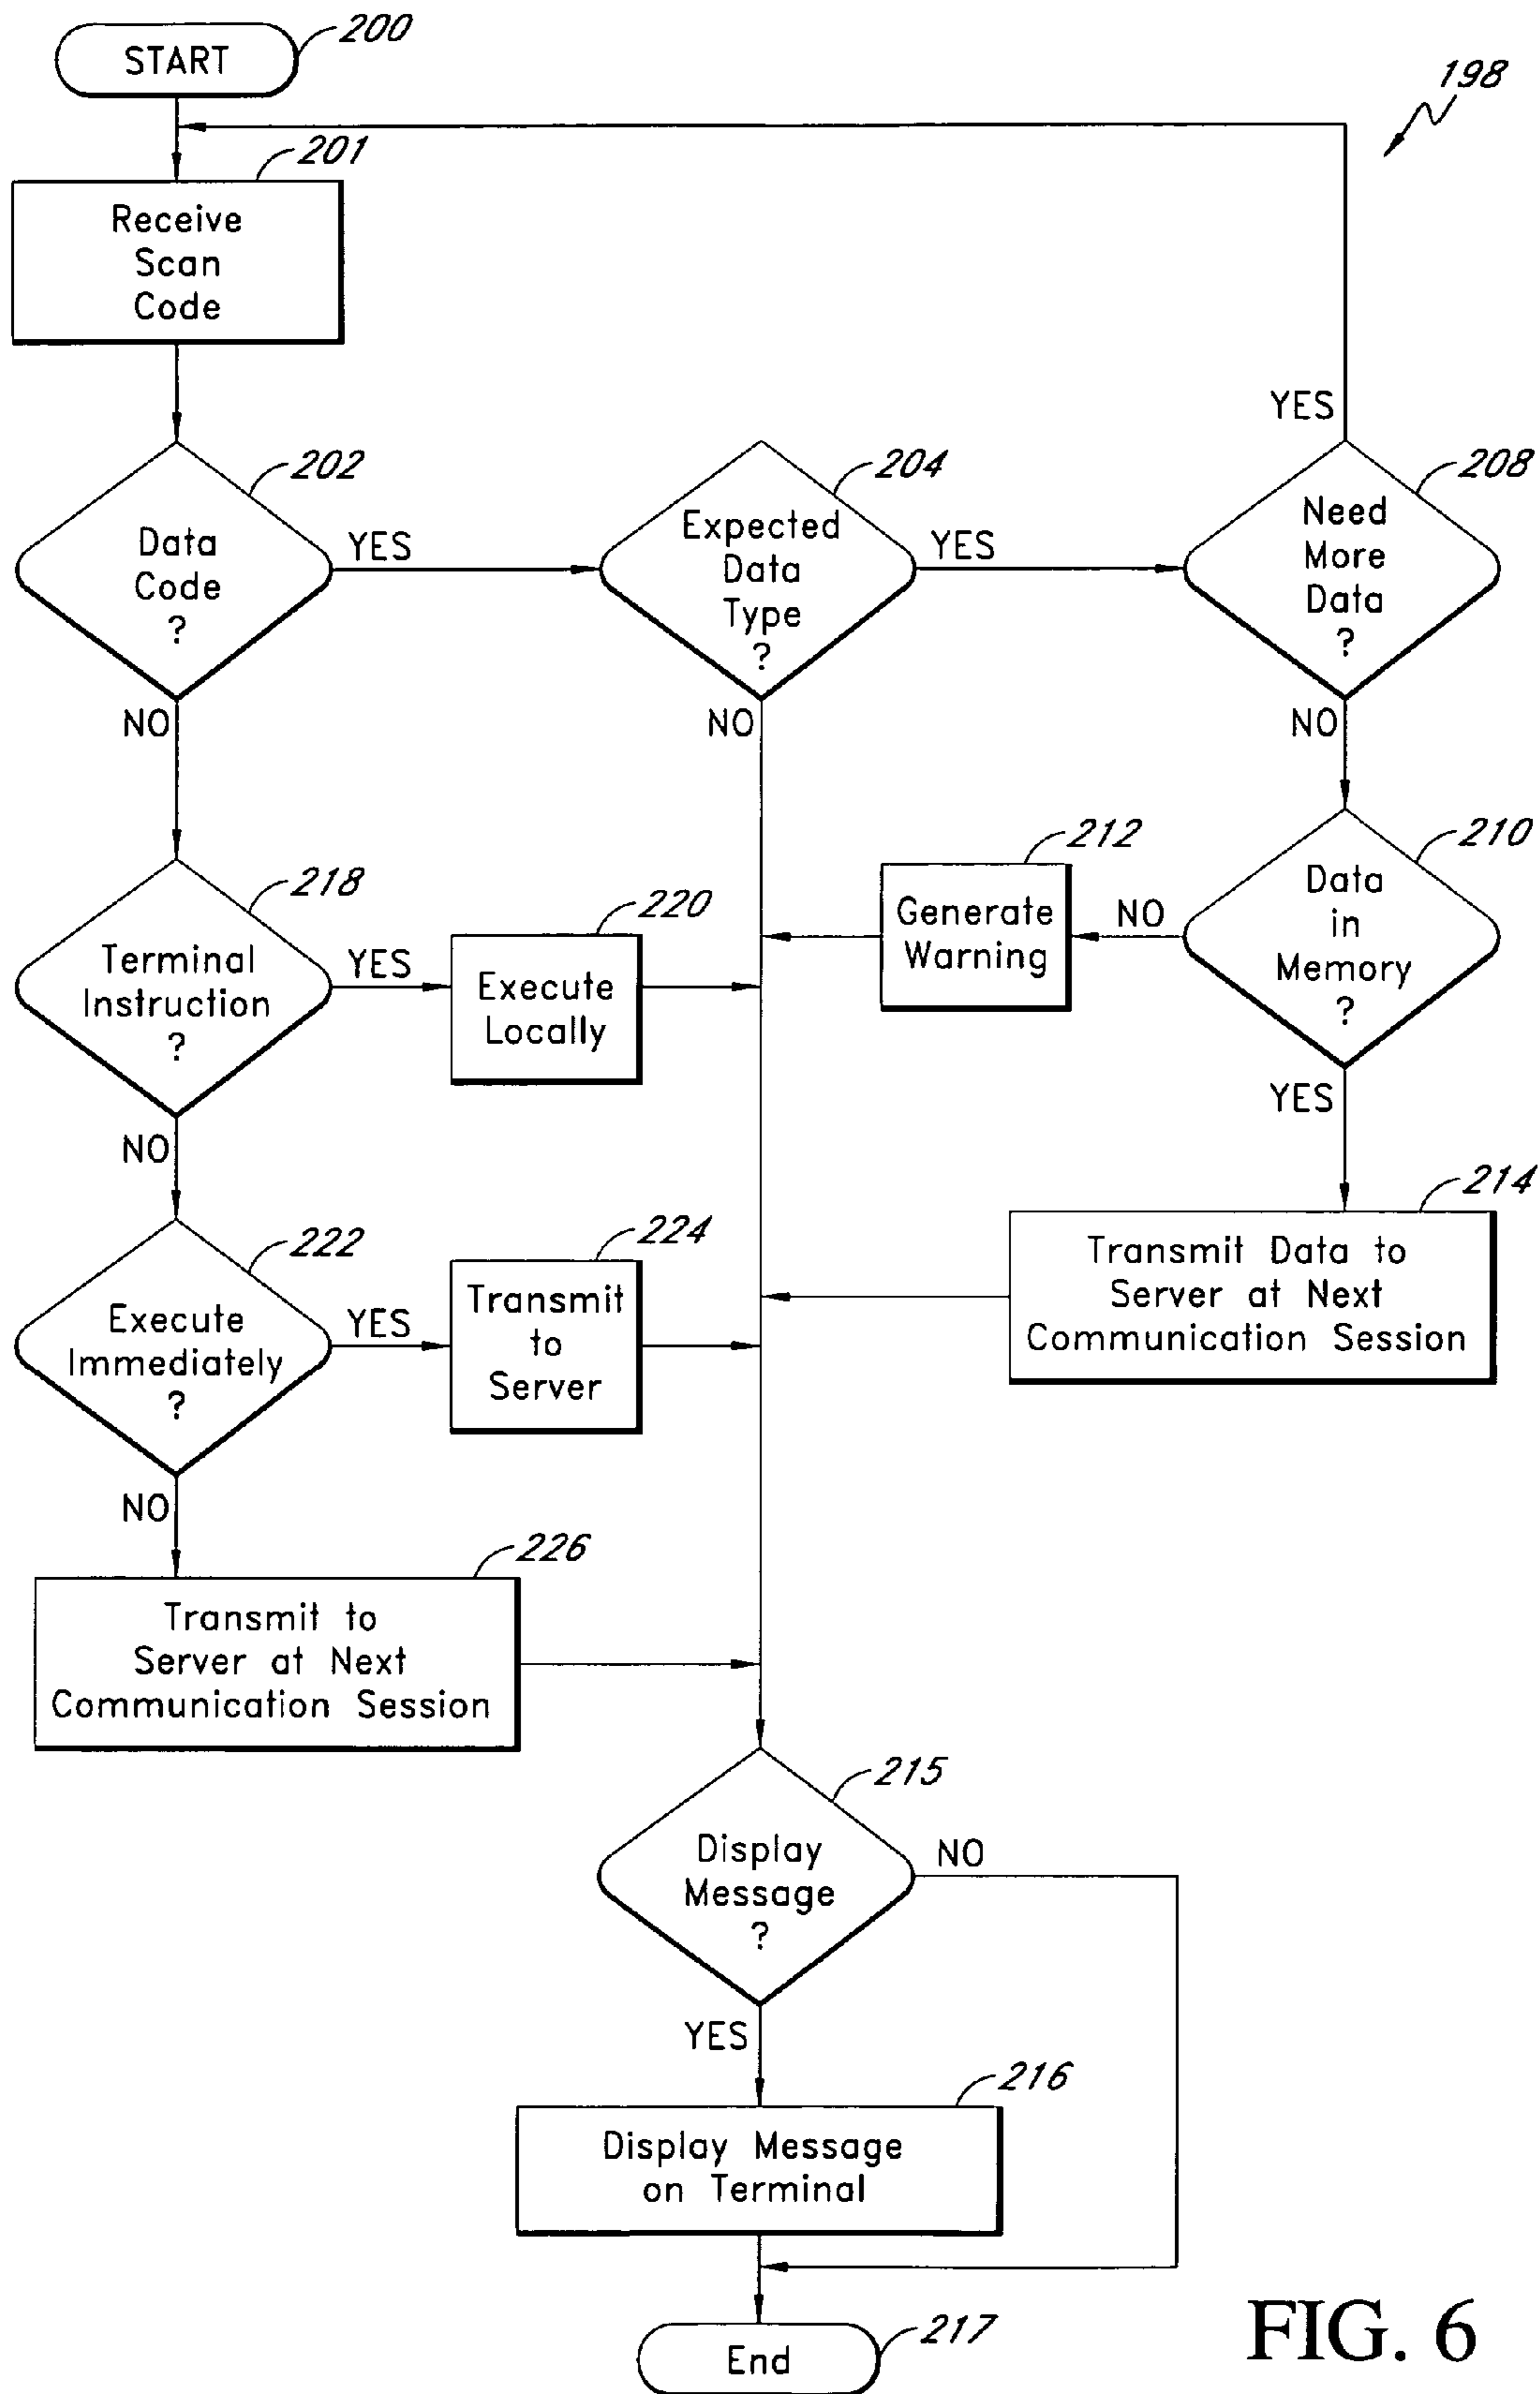 START
200
198
201
Receive
Scan
Code
YES
202
204
208
Data
Code
?
YES
Expected
Data
Type
?
YES
Need
More
Data
?
NO
NO
NO
218
220
212
210
Terminal
Instruction
?
YES
Execute
Locally
Generate
Warning
NO
Data
in
Memory
?
NO
YES
222
224
214
Execute
Immediately
?
YES
Transmit
to
Server
Transmit Data to
Server at Next
Communication Session
NO
226
Transmit to
Server at Next
Communication Session
215
Display
Message
?
NO
YES
216
Display Message
on Terminal
End
217
FIG. 6